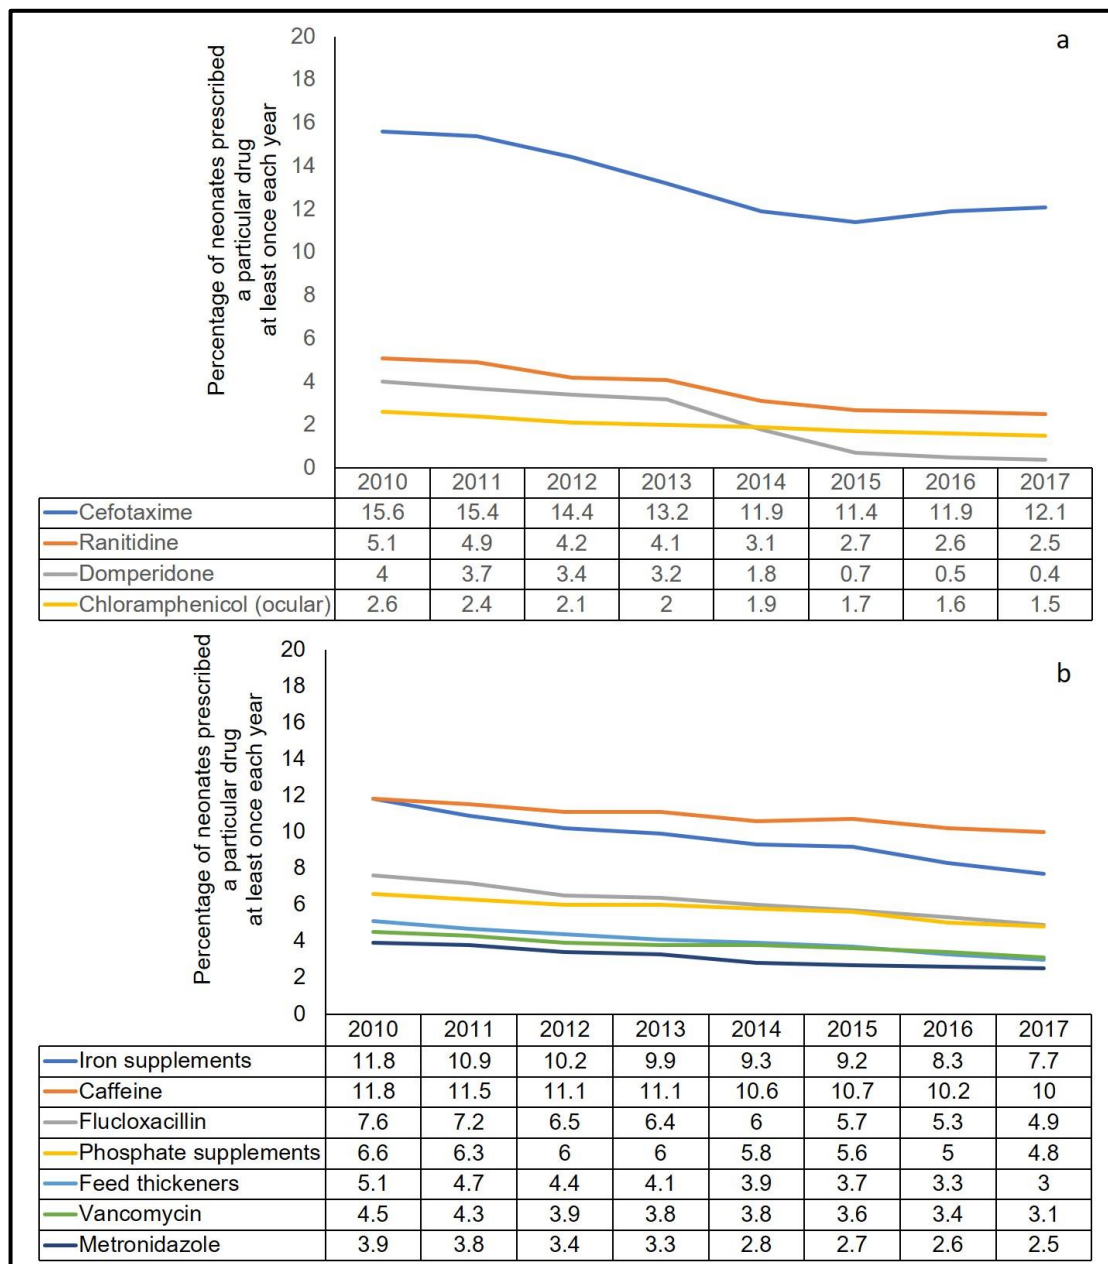 a
Percentage of neonates prescribed
a particular drug
at least once each year
20
18
16
14
12
10
8
6
4
2
0
2010 2011 2012 2013 2014 2015 2016 2017
Cefotaxime 15.6 15.4 14.4 13.2 11.9 11.4 11.9 12.1
Ranitidine 5.1 4.9 4.2 4.1 3.1 2.7 2.6 2.5
Domperidone 4 3.7 3.4 3.2 1.8 0.7 0.5 0.4
Chloramphenicol (ocular) 2.6 2.4 2.1 2 1.9 1.7 1.6 1.5
b
Percentage of neonates prescribed
a particular drug
at least once each year
20
18
16
14
12
10
8
6
4
2
0
2010 2011 2012 2013 2014 2015 2016 2017
Iron supplements 11.8 10.9 10.2 9.9 9.3 9.2 8.3 7.7
Caffeine 11.8 11.5 11.1 11.1 10.6 10.7 10.2 10
Flucloxacillin 7.6 7.2 6.5 6.4 6 5.7 5.3 4.9
Phosphate supplements 6.6 6.3 6 6 5.8 5.6 5 4.8
Feed thickeners 5.1 4.7 4.4 4.1 3.9 3.7 3.3 3
Vancomycin 4.5 4.3 3.9 3.8 3.8 3.6 3.4 3.1
Metronidazole 3.9 3.8 3.4 3.3 2.8 2.7 2.6 2.5